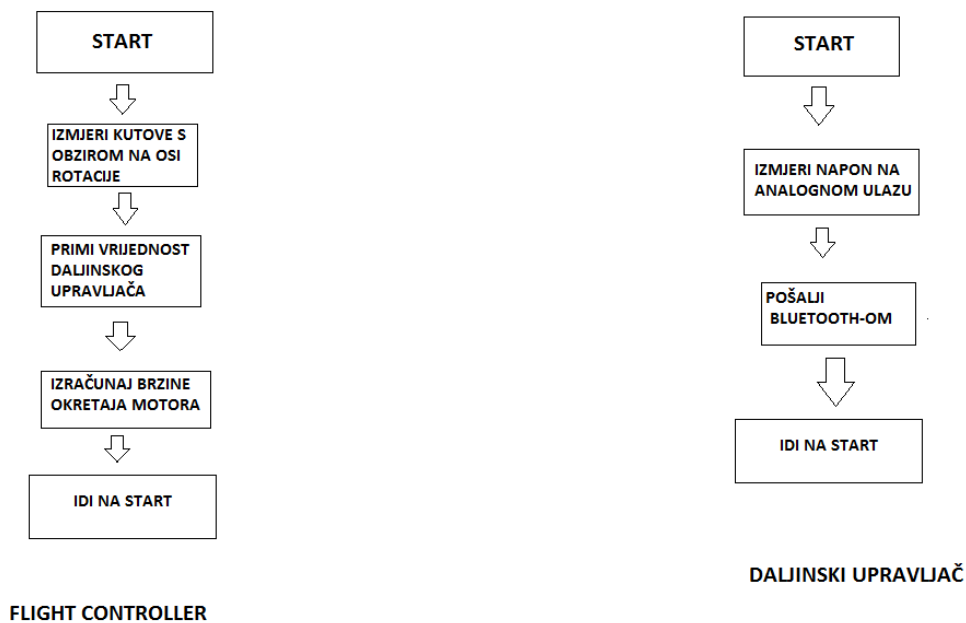 START
IZMJERI KUTOVE S
OBZIROM NA OSI
ROTACIJE
PRIMI VRIJEDNOST
DALJINSKOG
UPRAVLJAČA
IZRAČUNAJ BRZINE
OKRETAJA MOTORA
IDI NA START
FLIGHT CONTROLLER
START
IZMJERI NAPON NA
ANALOGNOM ULAZU
POŠALJI
BLUETOOTH-OM
IDI NA START
DALJINSKI UPRAVLJAČ